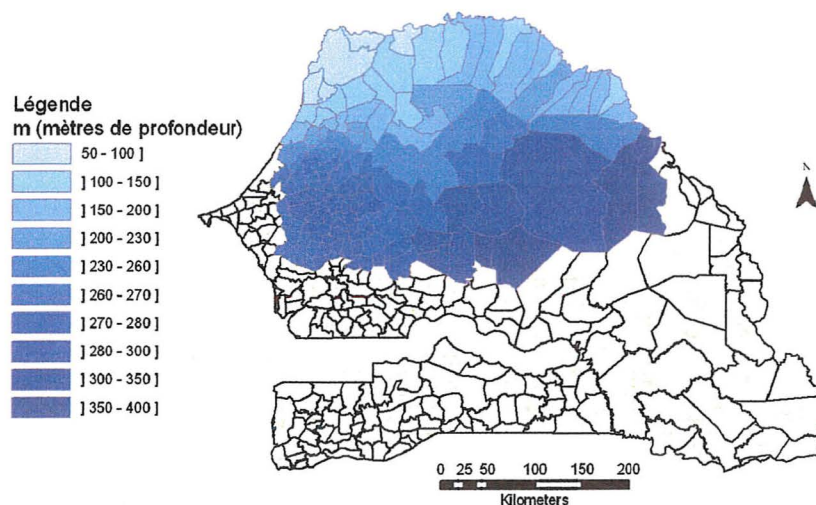 Légende
m (mètres de profondeur)
50 - 100 ]
] 100 - 150 ]
] 150 - 200 ]
] 200 - 230 ]
] 230 - 260 ]
] 260 - 270 ]
] 270 - 280 ]
] 280 - 300 ]
] 300 - 350 ]
] 350 - 400 ]
N
0 25 50 100 150 200
Kilometers